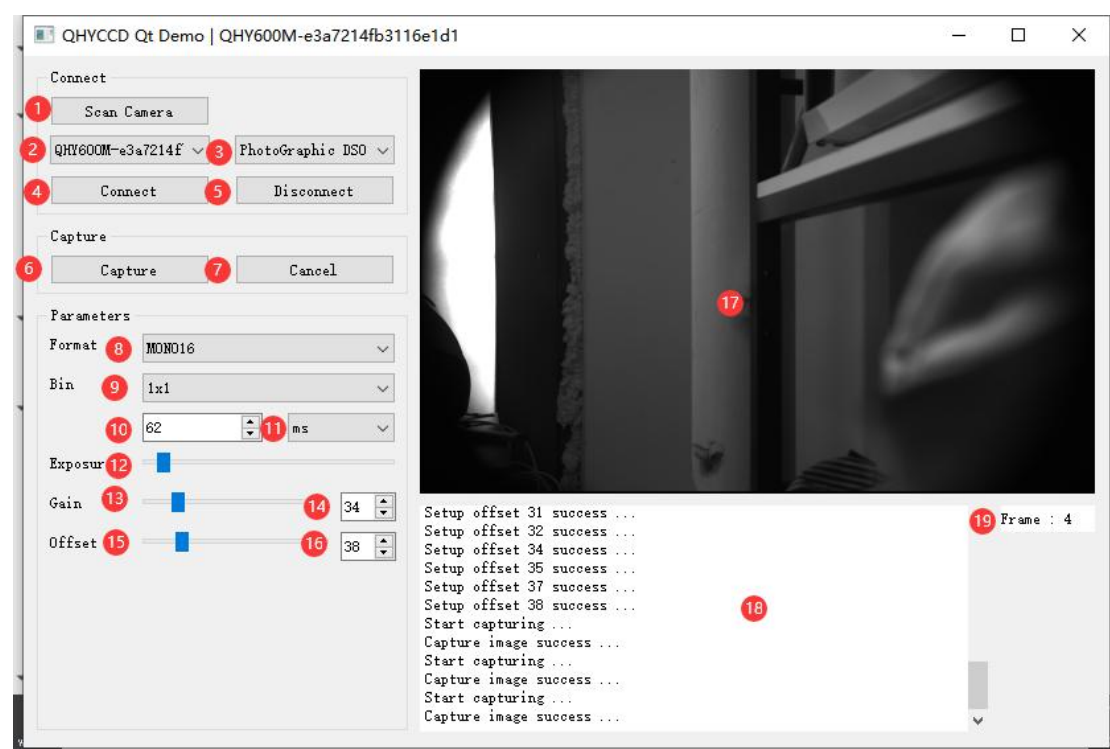 QHYCCD Qt Demo | QHY600M-e3a7214fb3116e1d1
Connect
1 Scan Camera
2 QHY600M-e3a7214f 3 PhotoGraphic DSO
4 Connect 5 Disconnect
Capture
6 Capture 7 Cancel
Parameters
Format 8 MONO16
Bin 9 1x1
10 62 11 ms
Exposur 12
Gain 13 14 34
Offset 15 16 38
17
Setup offset 31 success ...
Setup offset 32 success ...
Setup offset 34 success ...
Setup offset 35 success ...
Setup offset 37 success ...
Setup offset 38 success ...
Start capturing ...
Capture image success ...
Start capturing ...
Capture image success ...
Start capturing ...
Capture image success ...
18
19 Frame : 4